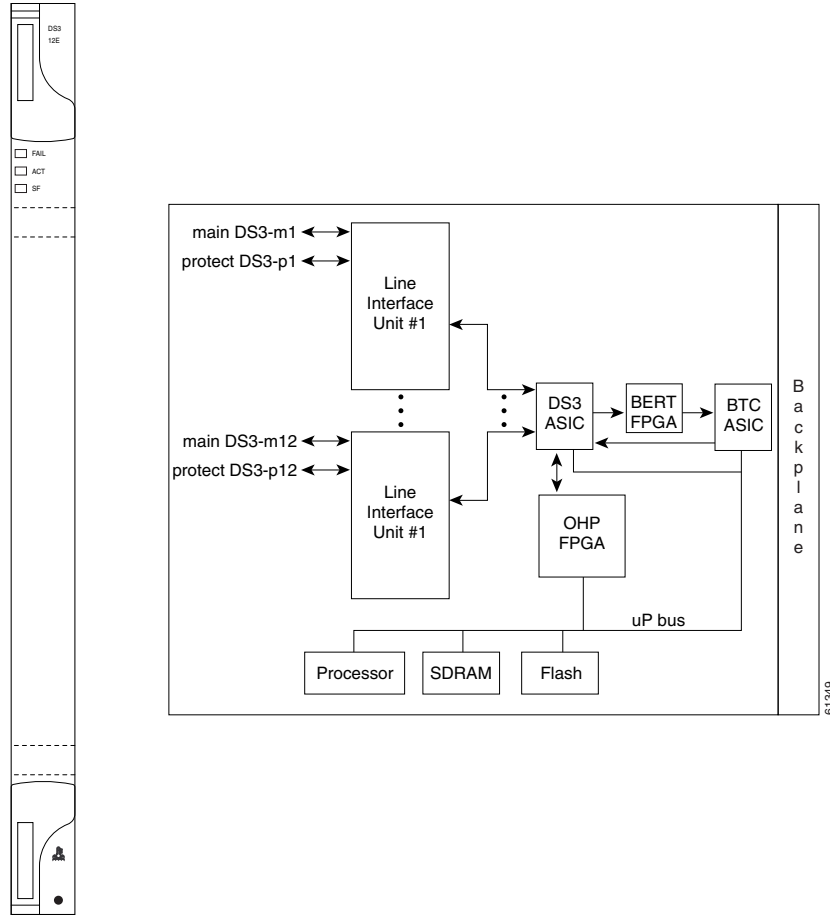 DS3
12E
FAIL
ACT
SF
main DS3-m1
protect DS3-p1
Line
Interface
Unit #1
main DS3-m12
protect DS3-p12
Line
Interface
Unit #1
DS3
ASIC
BERT
FPGA
BTC
ASIC
OHP
FPGA
uP bus
Processor
SDRAM
Flash
B
a
c
k
p
l
a
n
e
61349